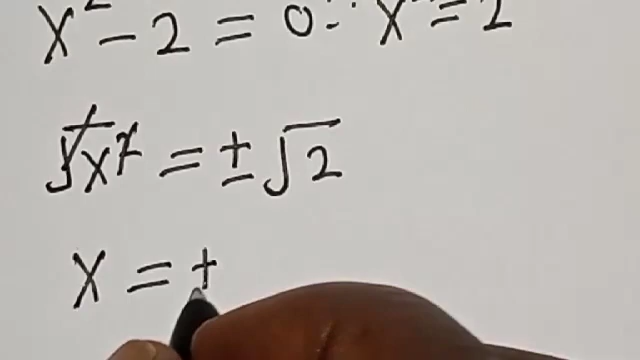 x² - 2 = 0 ∴ x² = 2
√x² = ± √2
x = +